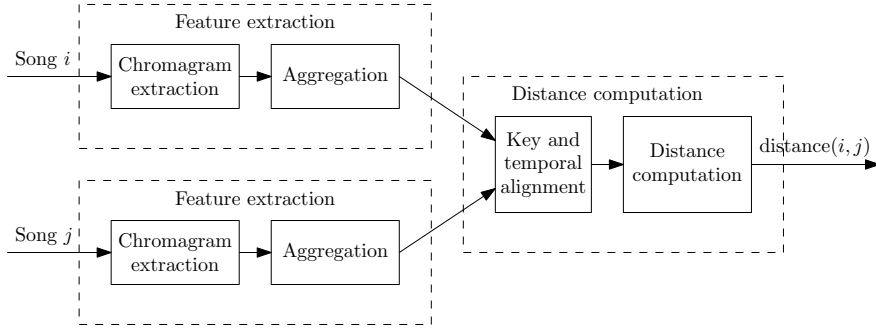 Feature extraction
Song i
Chromagram
extraction
Aggregation
Distance computation
Key and
temporal
alignment
Distance
computation
distance(i, j)
Feature extraction
Song j
Chromagram
extraction
Aggregation